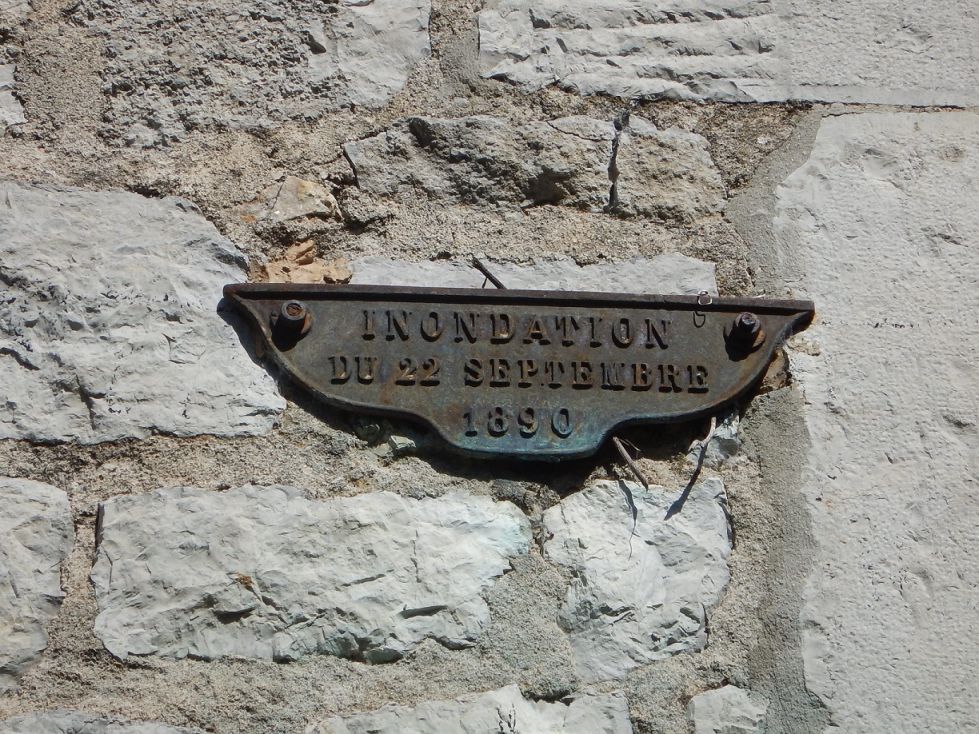 INONDATION
DU 22 SEPTEMBRE
1890